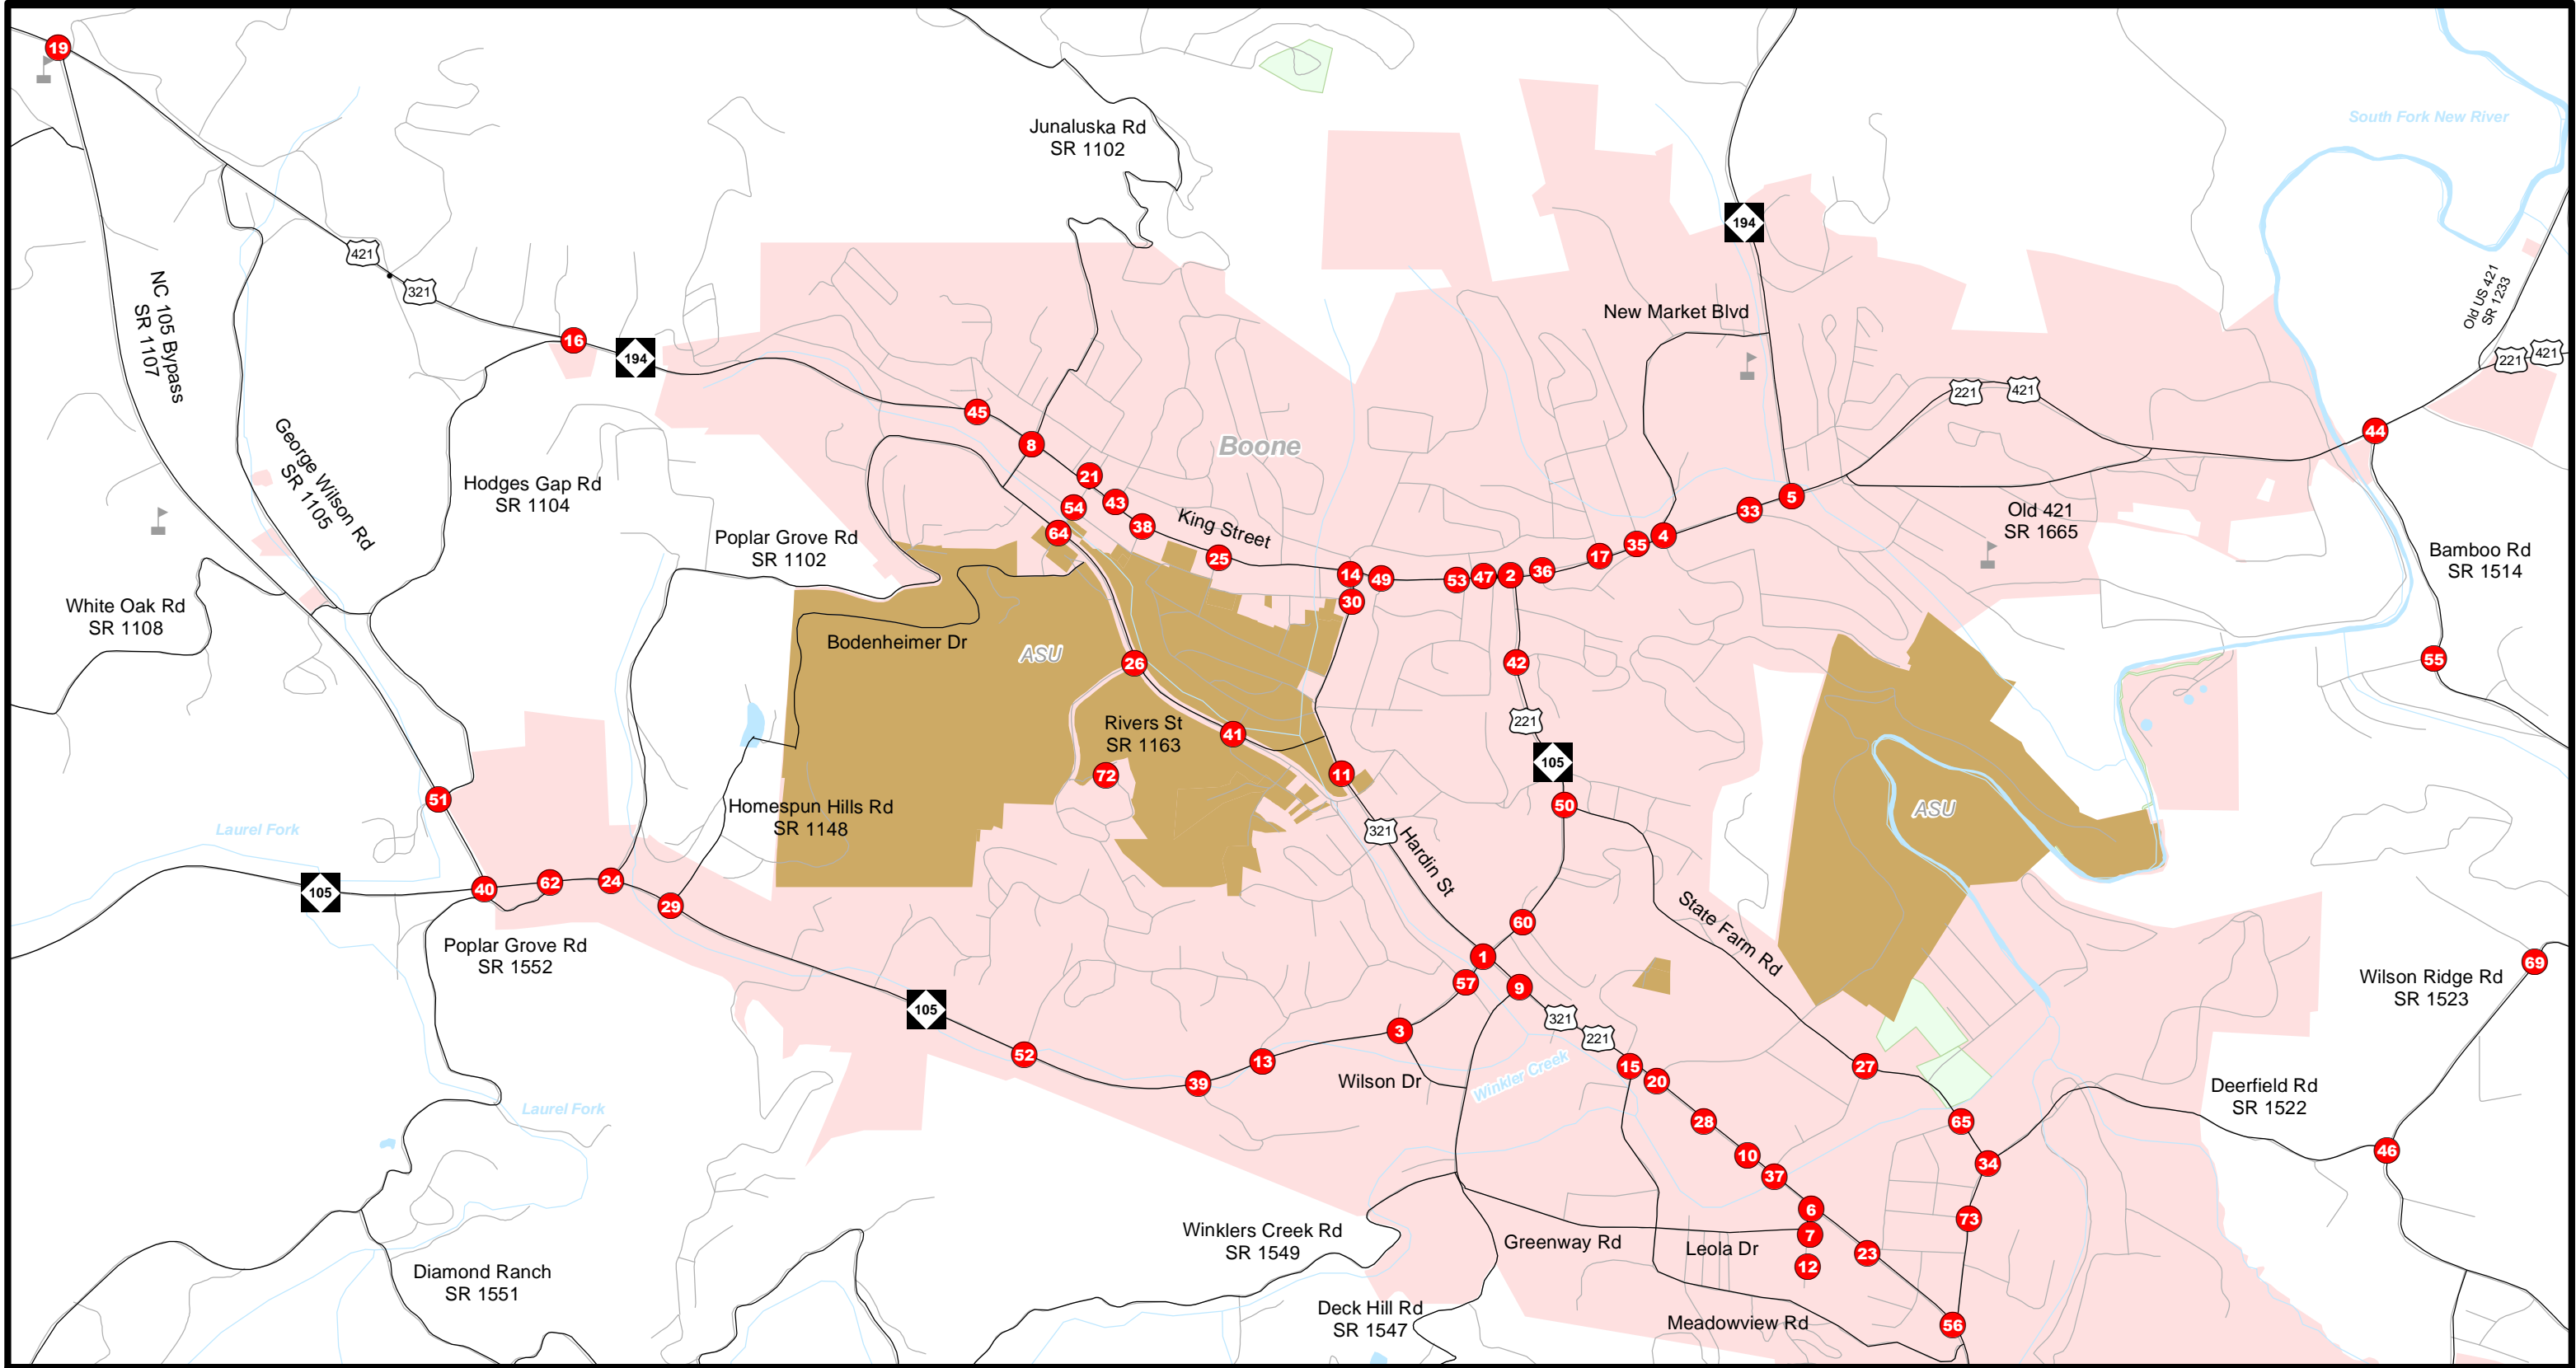 19
Junaluska Rd
SR 1102
South Fork New River
194
421
NC 105 Bypass
SR 1107
321
16
194
New Market Blvd
Old US 421
SR 1233
221
421
221
421
45
8
Boone
44
George Wilson Rd
SR 1105
Hodges Gap Rd
SR 1104
21
54
43
38
King Street
64
25
5
33
4
35
17
36
2
47
53
49
14
30
Old 421
SR 1665
Poplar Grove Rd
SR 1102
Bamboo Rd
SR 1514
White Oak Rd
SR 1108
Bodenheimer Dr
ASU
26
42
55
Rivers St
SR 1163
41
221
105
72
11
51
50
Homespun Hills Rd
SR 1148
ASU
Laurel Fork
321
Hardin St
105
40
62
24
29
60
State Farm Rd
Poplar Grove Rd
SR 1552
1
57
9
69
Wilson Ridge Rd
SR 1523
105
321
221
3
52
13
39
Wilson Dr
Winkler Creek
15
20
27
Deerfield Rd
SR 1522
Laurel Fork
28
65
10
34
46
37
6
7
73
Winklers Creek Rd
SR 1549
Greenway Rd
Leola Dr
23
12
Diamond Ranch
SR 1551
Deck Hill Rd
SR 1547
Meadowview Rd
56